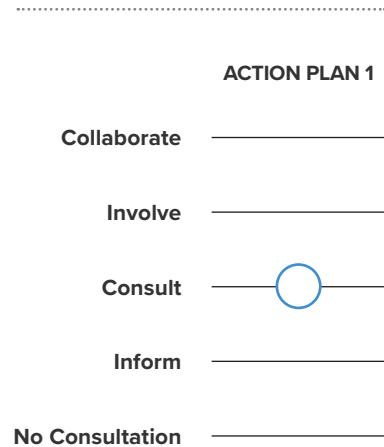 ACTION PLAN 1
Collaborate
Involve
Consult
Inform
No Consultation